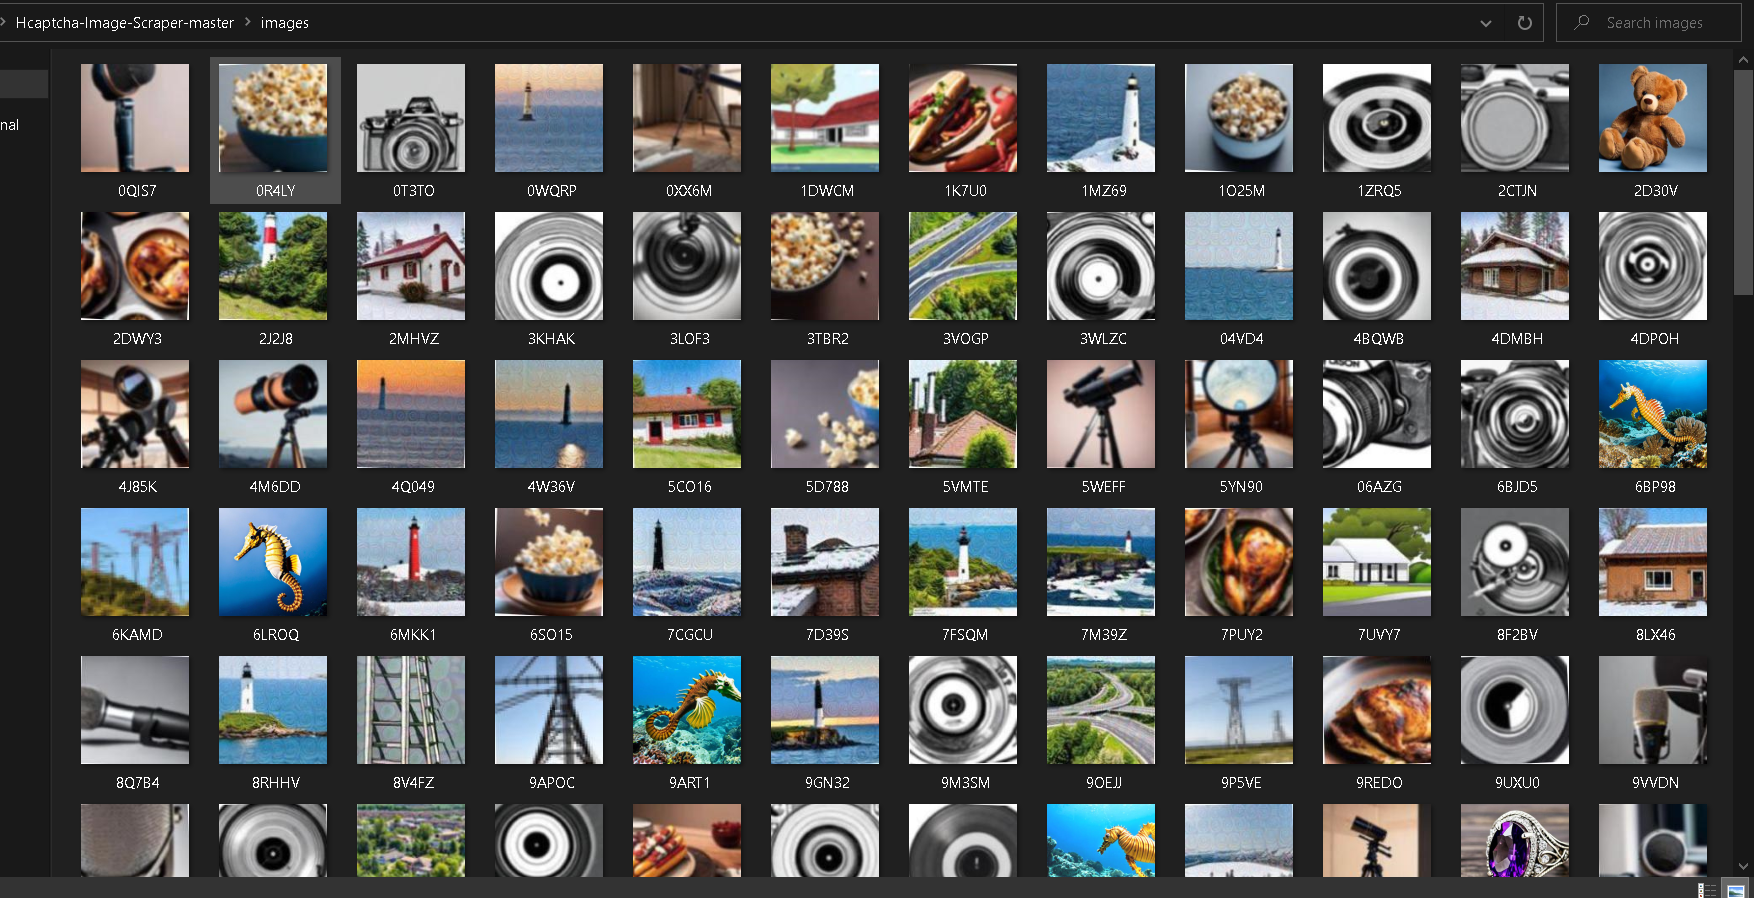 Hcaptcha-Image-Scraper-master > images
Search images
nal
0QIS7 0R4LY 0T3TO 0WQRP 0XX6M 1DWCM 1K7U0 1MZ69 1O25M 1ZRQ5 2CTJN 2D30V
2DWY3 2J2J8 2MHVZ 3KHAK 3LOF3 3TBR2 3VOGP 3WLZC 04VD4 4BQWB 4DMBH 4DPOH
4J85K 4M6DD 4Q049 4W36V 5CO16 5D788 5VMTE 5WEFF 5YN90 06AZG 6BJD5 6BP98
6KAMD 6LROQ 6MKK1 6SO15 7CGCU 7D39S 7FSQM 7M39Z 7PUY2 7UVY7 8F2BV 8LX46
8Q7B4 8RHHV 8V4FZ 9APOC 9ART1 9GN32 9M3SM 9OEJJ 9P5VE 9REDO 9UXU0 9VVDN